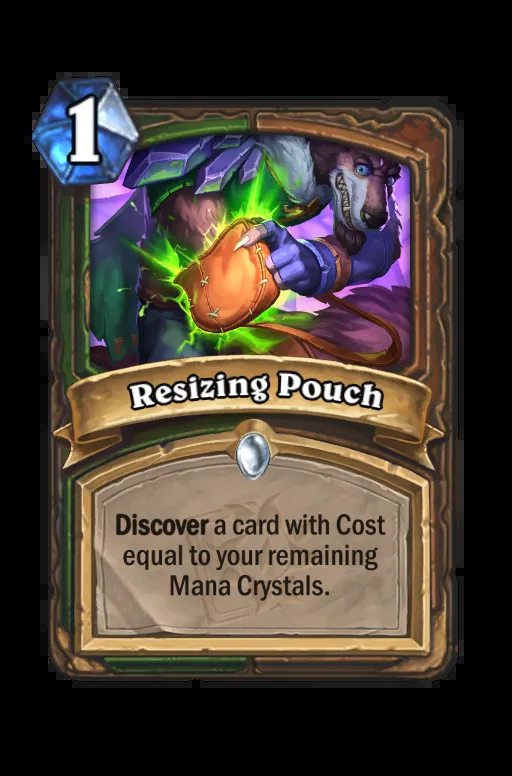 1
Resizing Pouch
Discover a card with Cost
equal to your remaining
Mana Crystals.